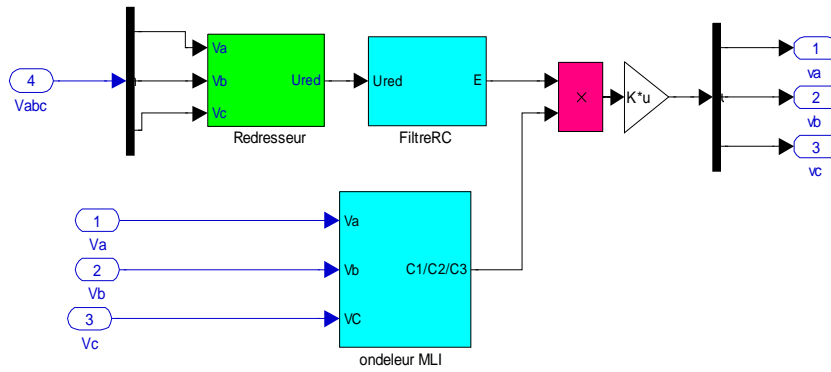 4
Vabc
Va
Vb
Vc
Ured
Redresseur
Ured
E
FiltreRC
×
K*u
1
va
2
vb
3
vc
1
Va
2
Vb
3
Vc
Va
Vb
VC
C1/C2/C3
ondeleur MLI